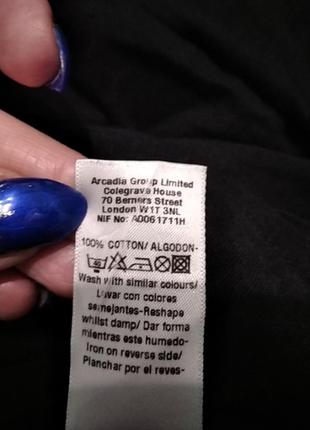 Arcadia Group Limited
Colegrave House
70 Berners Street
London W1T 3NL
NIF No: A0061711H
100% COTTON/ ALGODON-
40
Wash with similar colours/
Lavar con colores
semejantes-Reshape
whilst damp/ Dar forma
mientras este humedo-
Iron on reverse side/
Planchar por el reves-